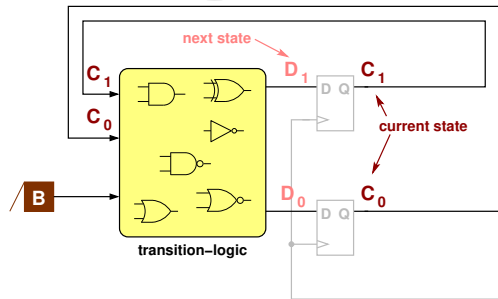 next state
D1
C1
C1
D Q
C0
current state
B
D0
C0
D Q
transition-logic